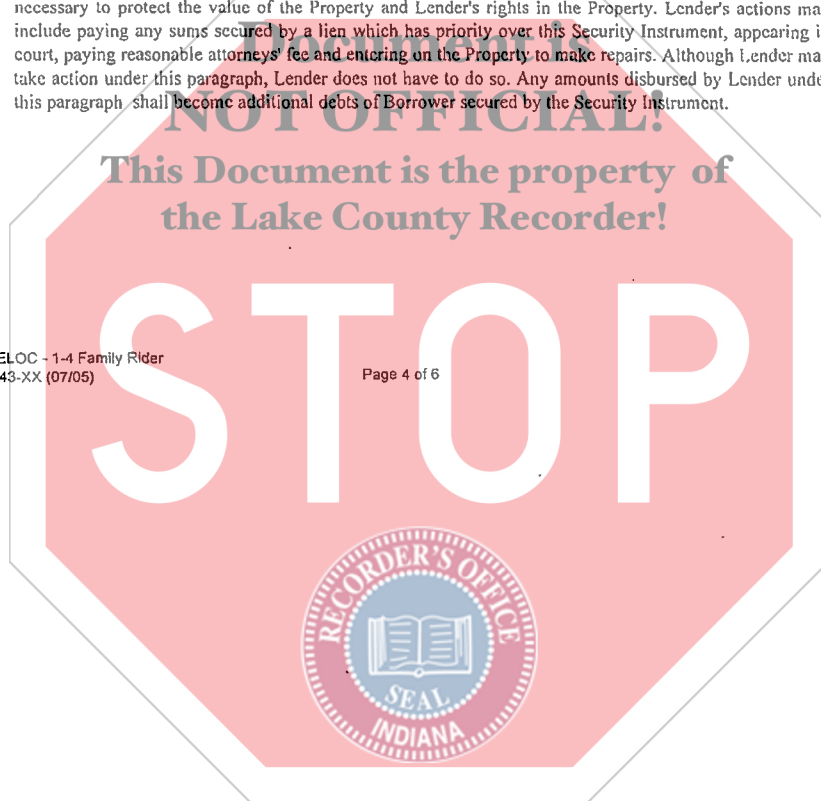 necessary to protect the value of the Property and Lender's rights in the Property. Lender's actions ma
include paying any sums secured by a lien which has priority over this Security Instrument, appearing i
court, paying reasonable attorneys' fee and entering on the Property to make repairs. Although Lender ma
take action under this paragraph, Lender does not have to do so. Any amounts disbursed by Lender unde
this paragraph shall become additional debts of Borrower secured by the Security Instrument.
Document is
NOT OFFICIAL!
This Document is the property of
the Lake County Recorder!
STOP
ELOC - 1-4 Family Rider
43-XX (07/05)
Page 4 of 6
RECORDER'S OFFICE
SEAL
INDIANA